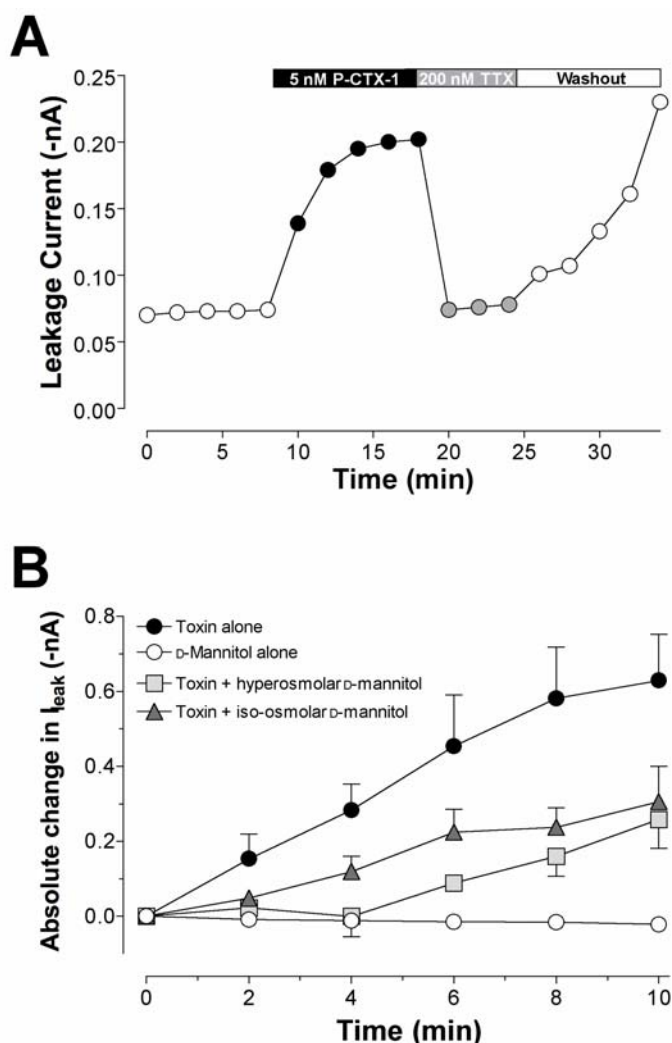 A
5 nM P-CTX-1 200 nM TTX Washout
0.25
0.20
0.15
0.10
0.05
0.00
Leakage Current (-nA)
0 5 10 15 20 25 30
Time (min)
B
Toxin alone
D-Mannitol alone
Toxin + hyperosmolar D-mannitol
Toxin + iso-osmolar D-mannitol
0.8
0.6
0.4
0.2
0.0
Absolute change in Ileak (-nA)
0 2 4 6 8 10
Time (min)